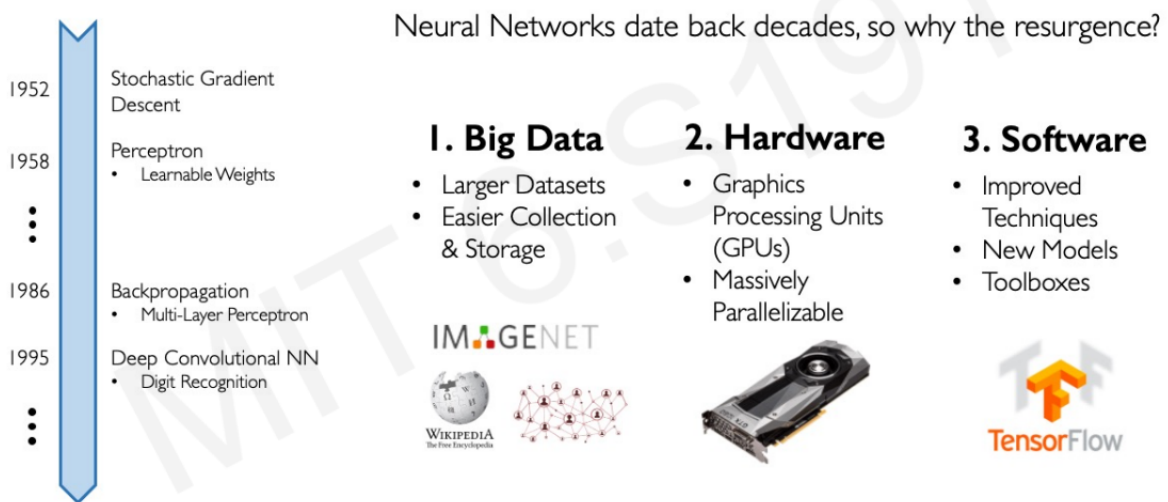 Neural Networks date back decades, so why the resurgence?
1952
Stochastic Gradient
Descent
1958
Perceptron
• Learnable Weights
1986
Backpropagation
• Multi-Layer Perceptron
1995
Deep Convolutional NN
• Digit Recognition
1. Big Data
• Larger Datasets
• Easier Collection
& Storage
IMAGENET
WIKIPEDIA
The Free Encyclopedia
2. Hardware
• Graphics
Processing Units
(GPUs)
• Massively
Parallelizable
3. Software
• Improved
Techniques
• New Models
• Toolboxes
TensorFlow
MIT 6.S191